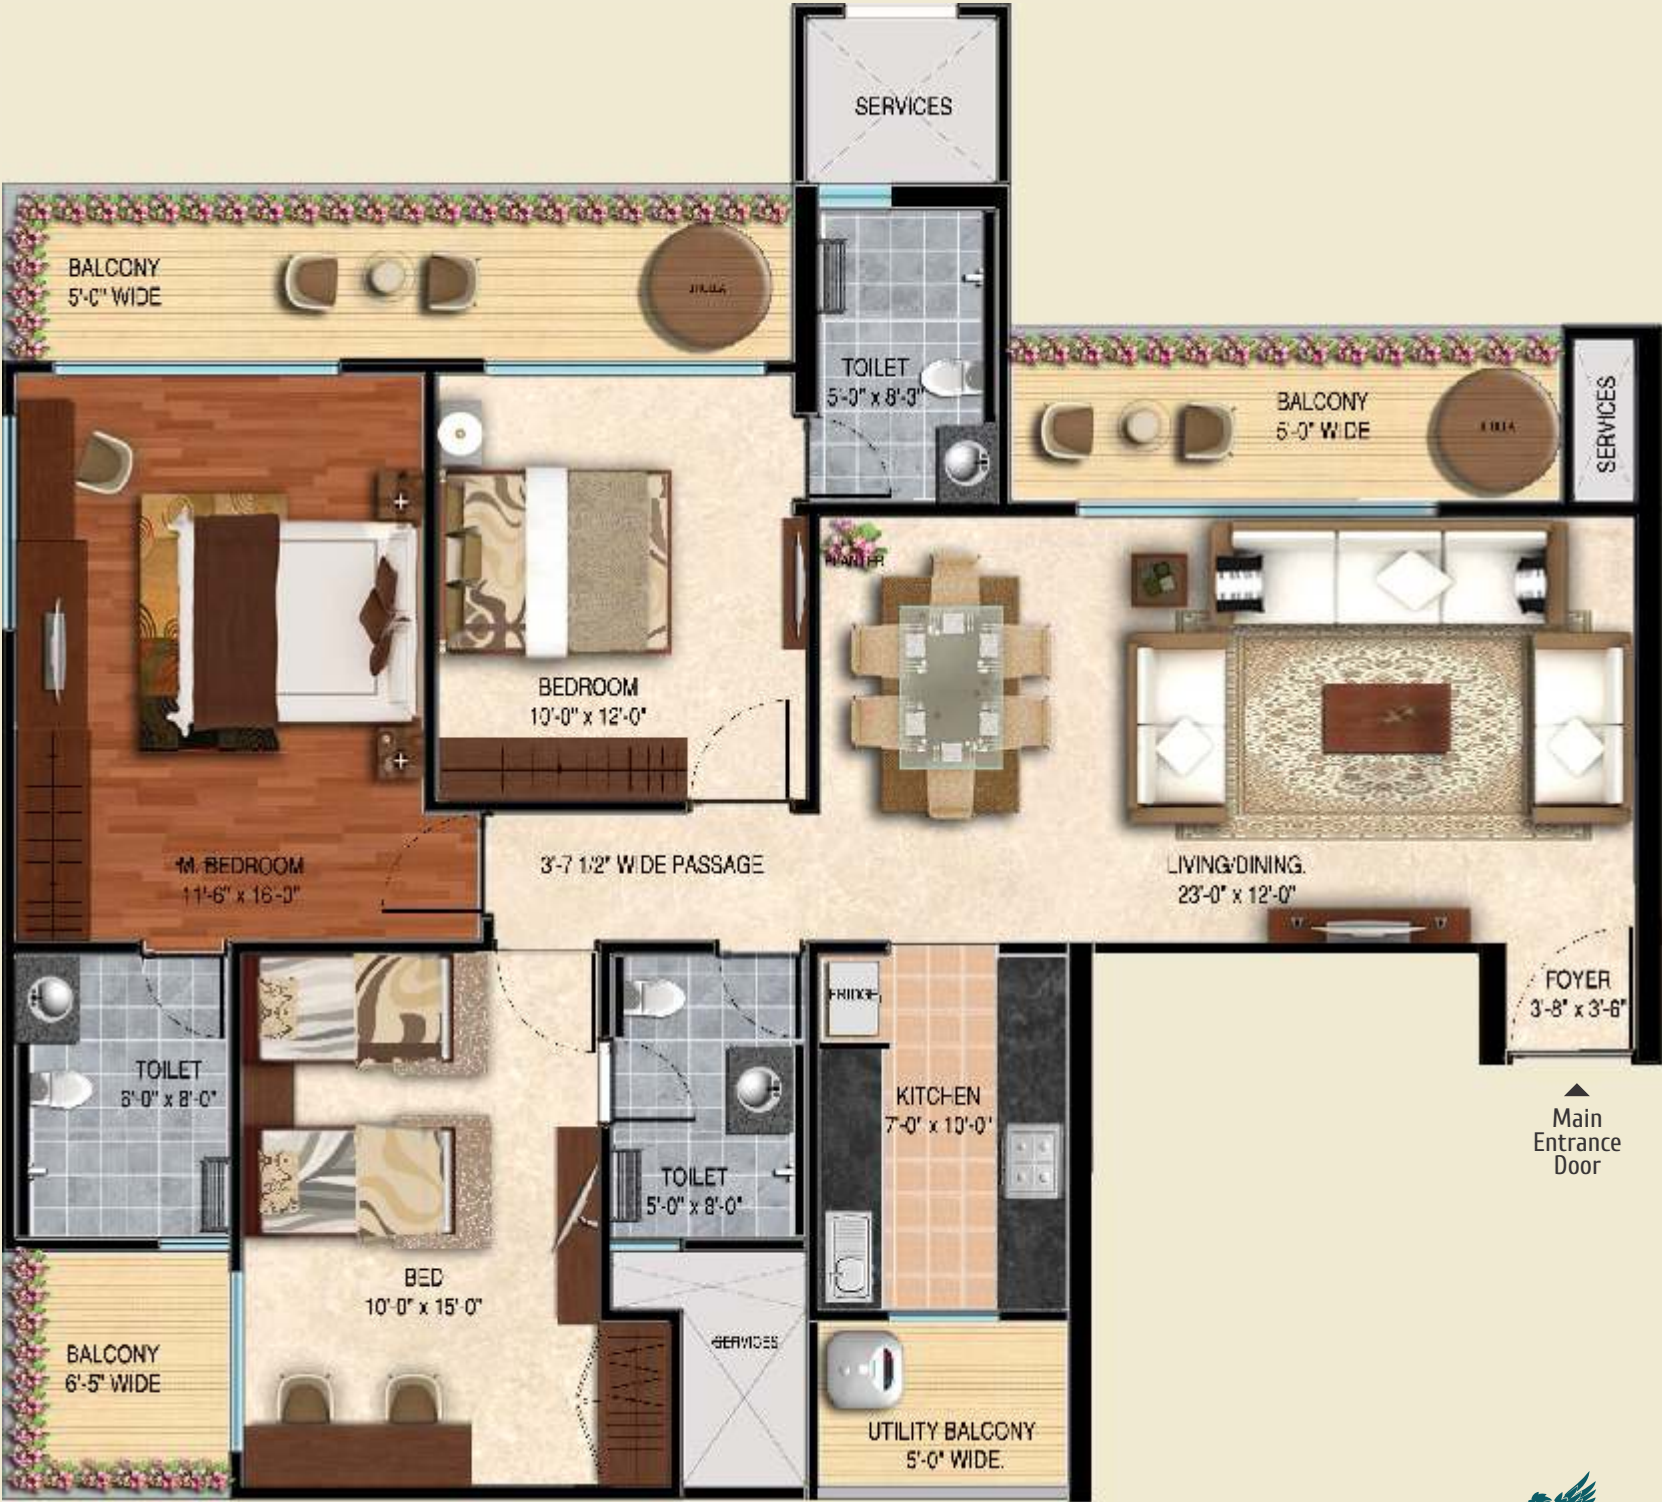 SERVICES
BALCONY
5'-0" WIDE
TOILET
5'-0" x 8'-3"
BALCONY
5'-0" WIDE
SERVICES
PLANTER
BEDROOM
10'-0" x 12'-0"
M. BEDROOM
11'-6" x 16'-0"
3'-7 1/2" WIDE PASSAGE
LIVING/DINING.
23'-0" x 12'-0"
FOYER
3'-8" x 3'-6"
FRIDGE
TOILET
6'-0" x 8'-0"
KITCHEN
7'-0" x 10'-0"
Main
Entrance
Door
TOILET
5'-0" x 8'-0"
BED
10'-0" x 15'-0"
SERVICES
BALCONY
6'-5" WIDE
UTILITY BALCONY
5'-0" WIDE.